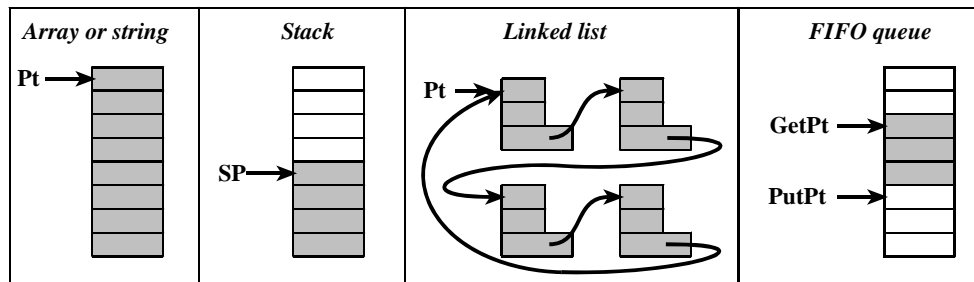 Array or string
Stack
Linked list
FIFO queue
Pt
SP
Pt
GetPt
PutPt